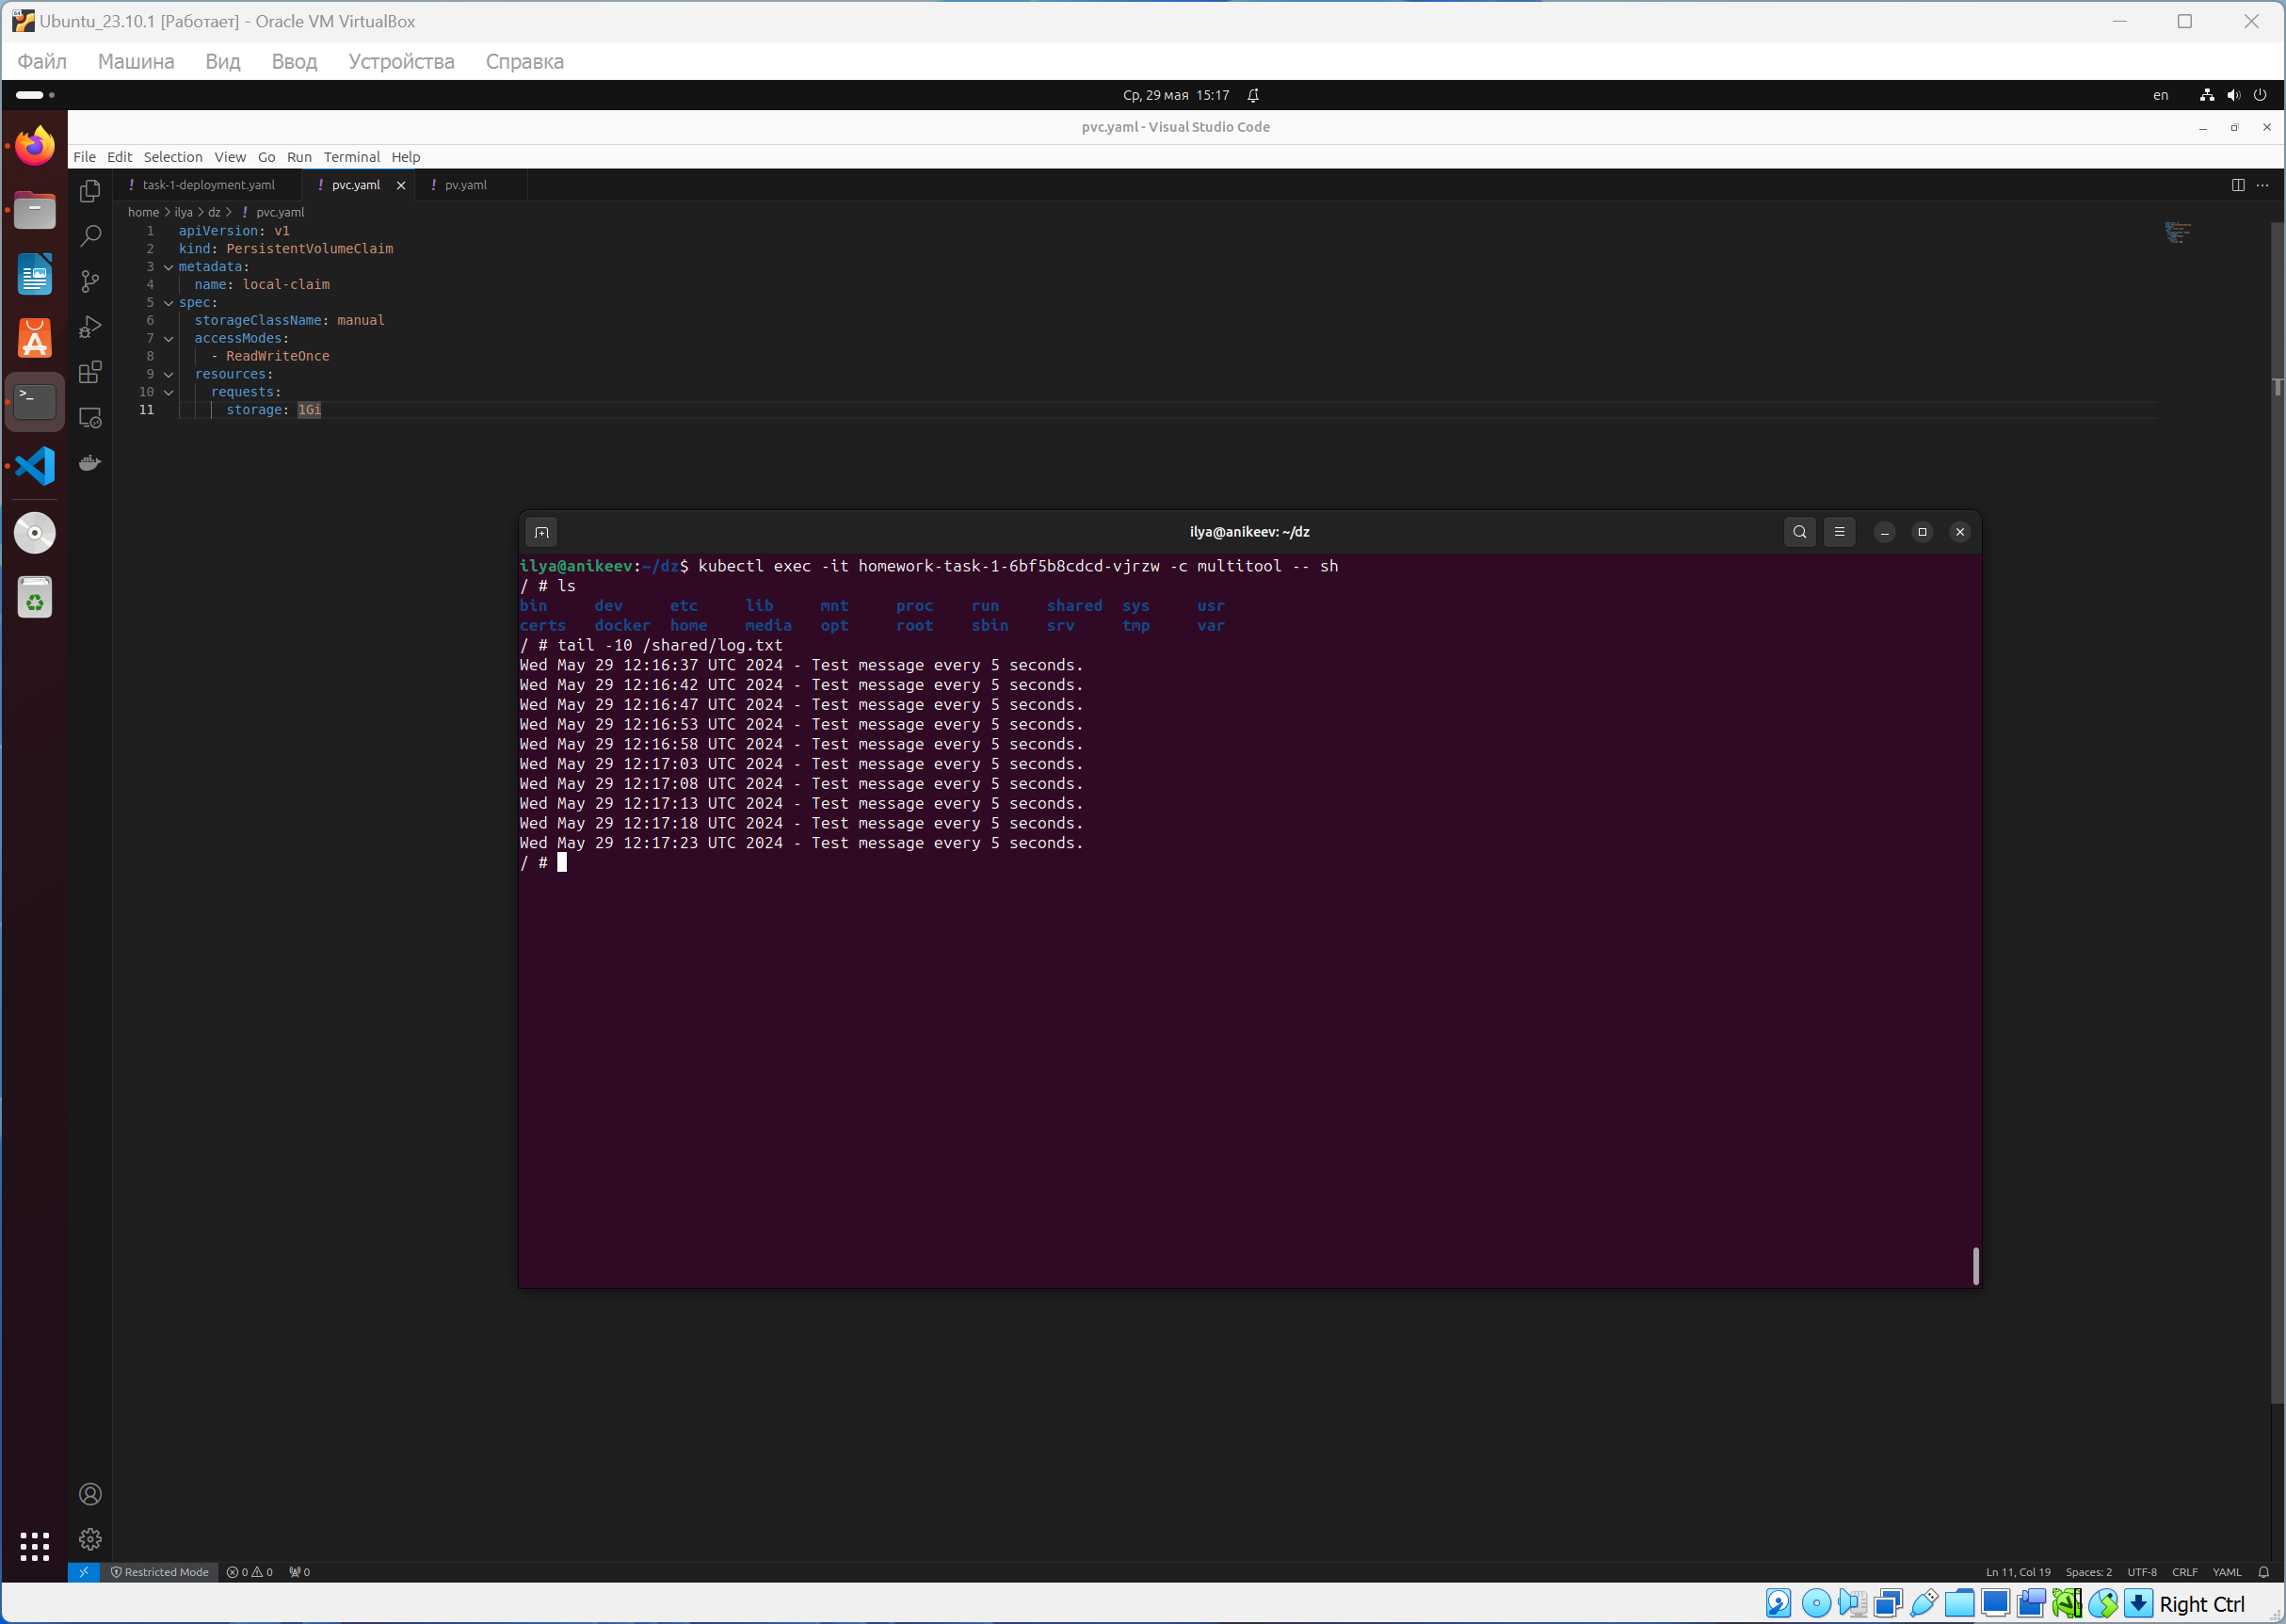 Ubuntu_23.10.1 [Работает] - Oracle VM VirtualBox
Файл Машина Вид Ввод Устройства Справка
Ср, 29 мая 15:17
en
pvc.yaml - Visual Studio Code
File Edit Selection View Go Run Terminal Help
! task-1-deployment.yaml ! pvc.yaml ! pv.yaml
home > ilya > dz > ! pvc.yaml
1 apiVersion: v1
2 kind: PersistentVolumeClaim
3 metadata:
4 name: local-claim
5 spec:
6 storageClassName: manual
7 accessModes:
8 - ReadWriteOnce
9 resources:
10 requests:
11 storage: 1Gi
ilya@anikeev: ~/dz
ilya@anikeev:~/dz$ kubectl exec -it homework-task-1-6bf5b8cdcd-vjrzw -c multitool -- sh
/ # ls
bin dev etc lib mnt proc run shared sys usr
certs docker home media opt root sbin srv tmp var
/ # tail -10 /shared/log.txt
Wed May 29 12:16:37 UTC 2024 - Test message every 5 seconds.
Wed May 29 12:16:42 UTC 2024 - Test message every 5 seconds.
Wed May 29 12:16:47 UTC 2024 - Test message every 5 seconds.
Wed May 29 12:16:53 UTC 2024 - Test message every 5 seconds.
Wed May 29 12:16:58 UTC 2024 - Test message every 5 seconds.
Wed May 29 12:17:03 UTC 2024 - Test message every 5 seconds.
Wed May 29 12:17:08 UTC 2024 - Test message every 5 seconds.
Wed May 29 12:17:13 UTC 2024 - Test message every 5 seconds.
Wed May 29 12:17:18 UTC 2024 - Test message every 5 seconds.
Wed May 29 12:17:23 UTC 2024 - Test message every 5 seconds.
/ #
Restricted Mode 0 0 0
Ln 11, Col 19 Spaces: 2 UTF-8 CRLF YAML
Right Ctrl